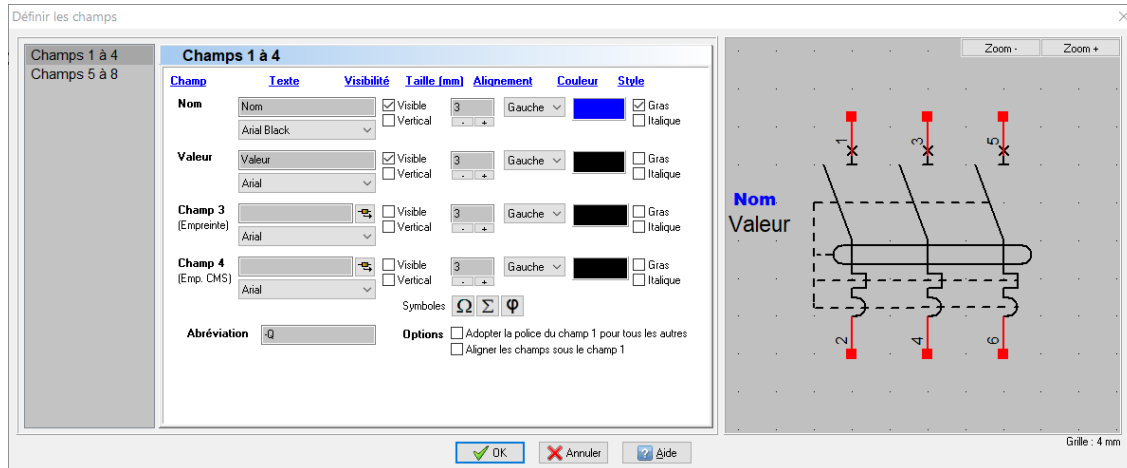 Définir les champs
Champs 1 à 4
Champs 5 à 8
Champs 1 à 4
Champ Texte Visibilité Taille (mm) Alignement Couleur Style
Nom Nom Visible 3 Gauche Gras
Arial Black Vertical - + Italique
Valeur Valeur Visible 3 Gauche Gras
Arial Vertical - + Italique
Champ 3 Visible 3 Gauche Gras
(Empreinte) Arial Vertical - + Italique
Champ 4 Visible 3 Gauche Gras
(Emp. CMS) Arial Vertical - + Italique
Symboles Ω Σ φ
Abréviation -Q Options Adopter la police du champ 1 pour tous les autres
Aligner les champs sous le champ 1
OK Annuler Aide
Zoom - Zoom +
1 3 5
Nom
Valeur
2 4 6
Grille : 4 mm